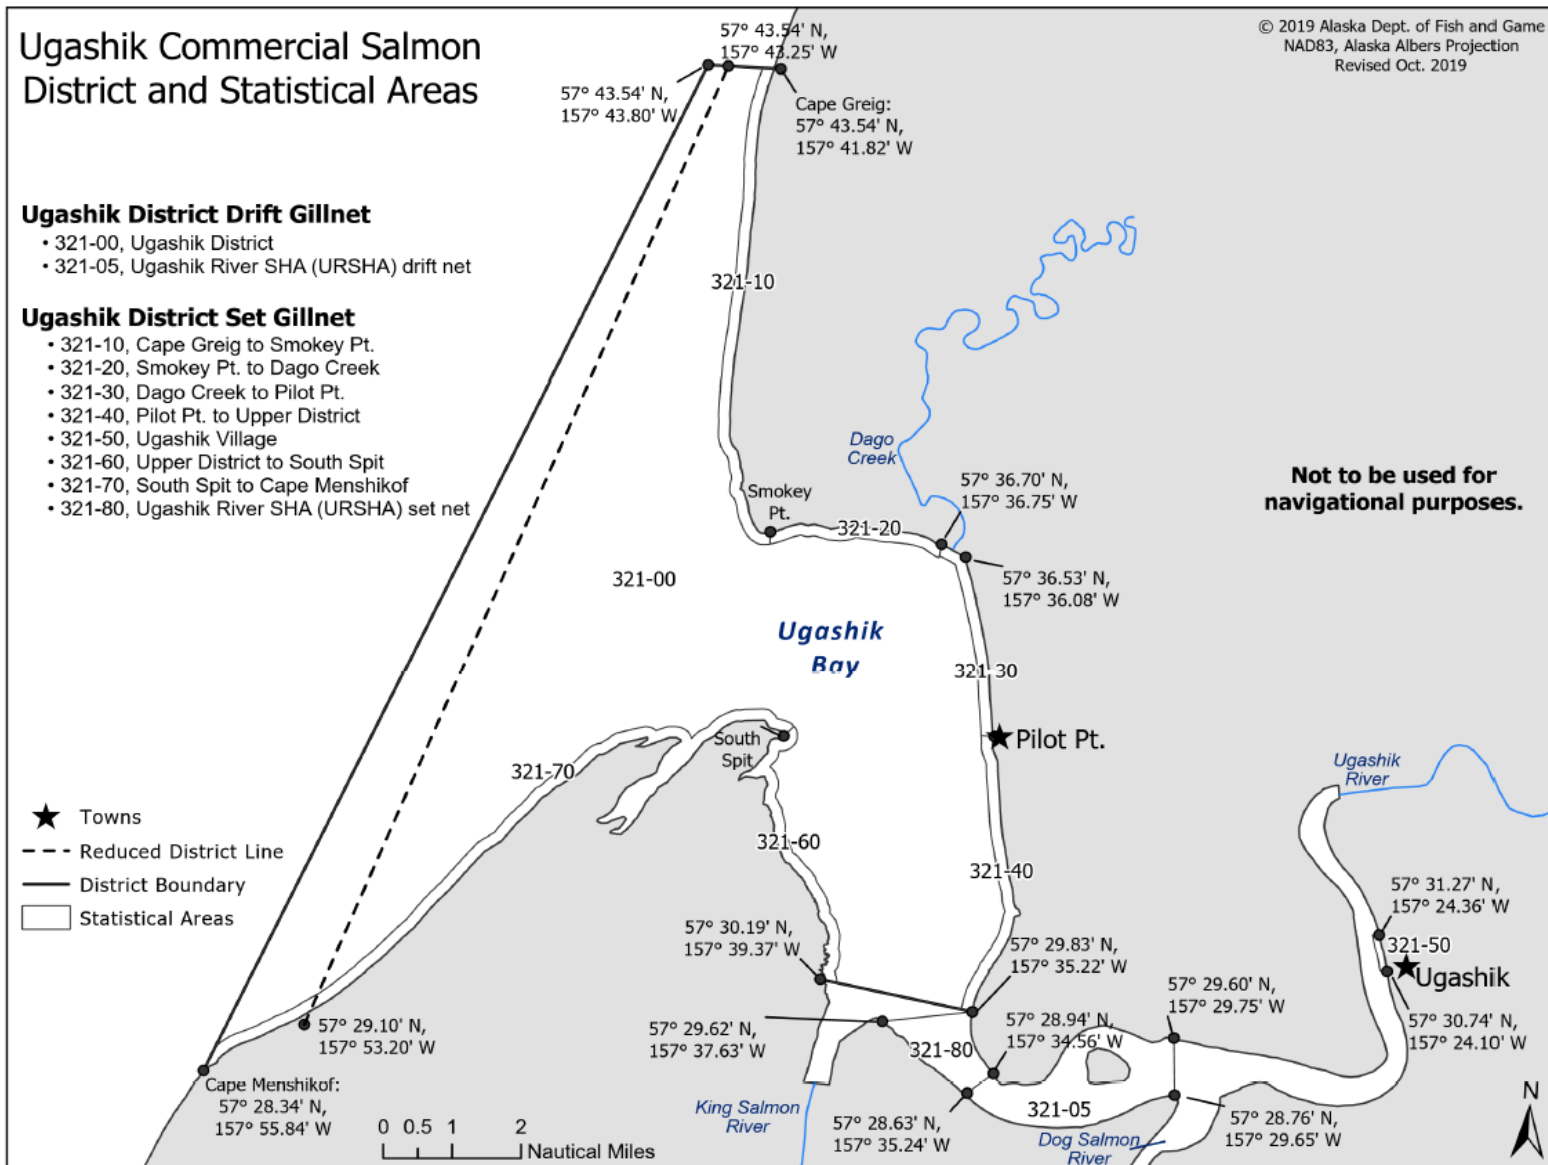 Ugashik Commercial Salmon
District and Statistical Areas
© 2019 Alaska Dept. of Fish and Game
NAD83, Alaska Albers Projection
Revised Oct. 2019
57° 43.54' N,
157° 43.25' W
57° 43.54' N,
157° 43.80' W
Cape Greig:
57° 43.54' N,
157° 41.82' W
Ugashik District Drift Gillnet
• 321-00, Ugashik District
• 321-05, Ugashik River SHA (URSHA) drift net
Ugashik District Set Gillnet
• 321-10, Cape Greig to Smokey Pt.
• 321-20, Smokey Pt. to Dago Creek
• 321-30, Dago Creek to Pilot Pt.
• 321-40, Pilot Pt. to Upper District
• 321-50, Ugashik Village
• 321-60, Upper District to South Spit
• 321-70, South Spit to Cape Menshikof
• 321-80, Ugashik River SHA (URSHA) set net
321-10
Dago
Creek
57° 36.70' N,
157° 36.75' W
Not to be used for
navigational purposes.
Smokey
Pt.
321-20
321-00
57° 36.53' N,
157° 36.08' W
Ugashik
Bay
321-30
South
Spit
Pilot Pt.
321-70
Ugashik
River
321-60
321-40
Towns
Reduced District Line
District Boundary
Statistical Areas
57° 31.27' N,
157° 24.36' W
57° 30.19' N,
157° 39.37' W
57° 29.83' N,
157° 35.22' W
321-50
Ugashik
57° 29.60' N,
157° 29.75' W
57° 29.10' N,
157° 53.20' W
57° 29.62' N,
157° 37.63' W
57° 28.94' N,
157° 34.56' W
57° 30.74' N,
157° 24.10' W
321-80
Cape Menshikof:
57° 28.34' N,
157° 55.84' W
King Salmon
River
57° 28.63' N,
157° 35.24' W
321-05
57° 28.76' N,
157° 29.65' W
Dog Salmon
River
0 0.5 1 2
Nautical Miles
N